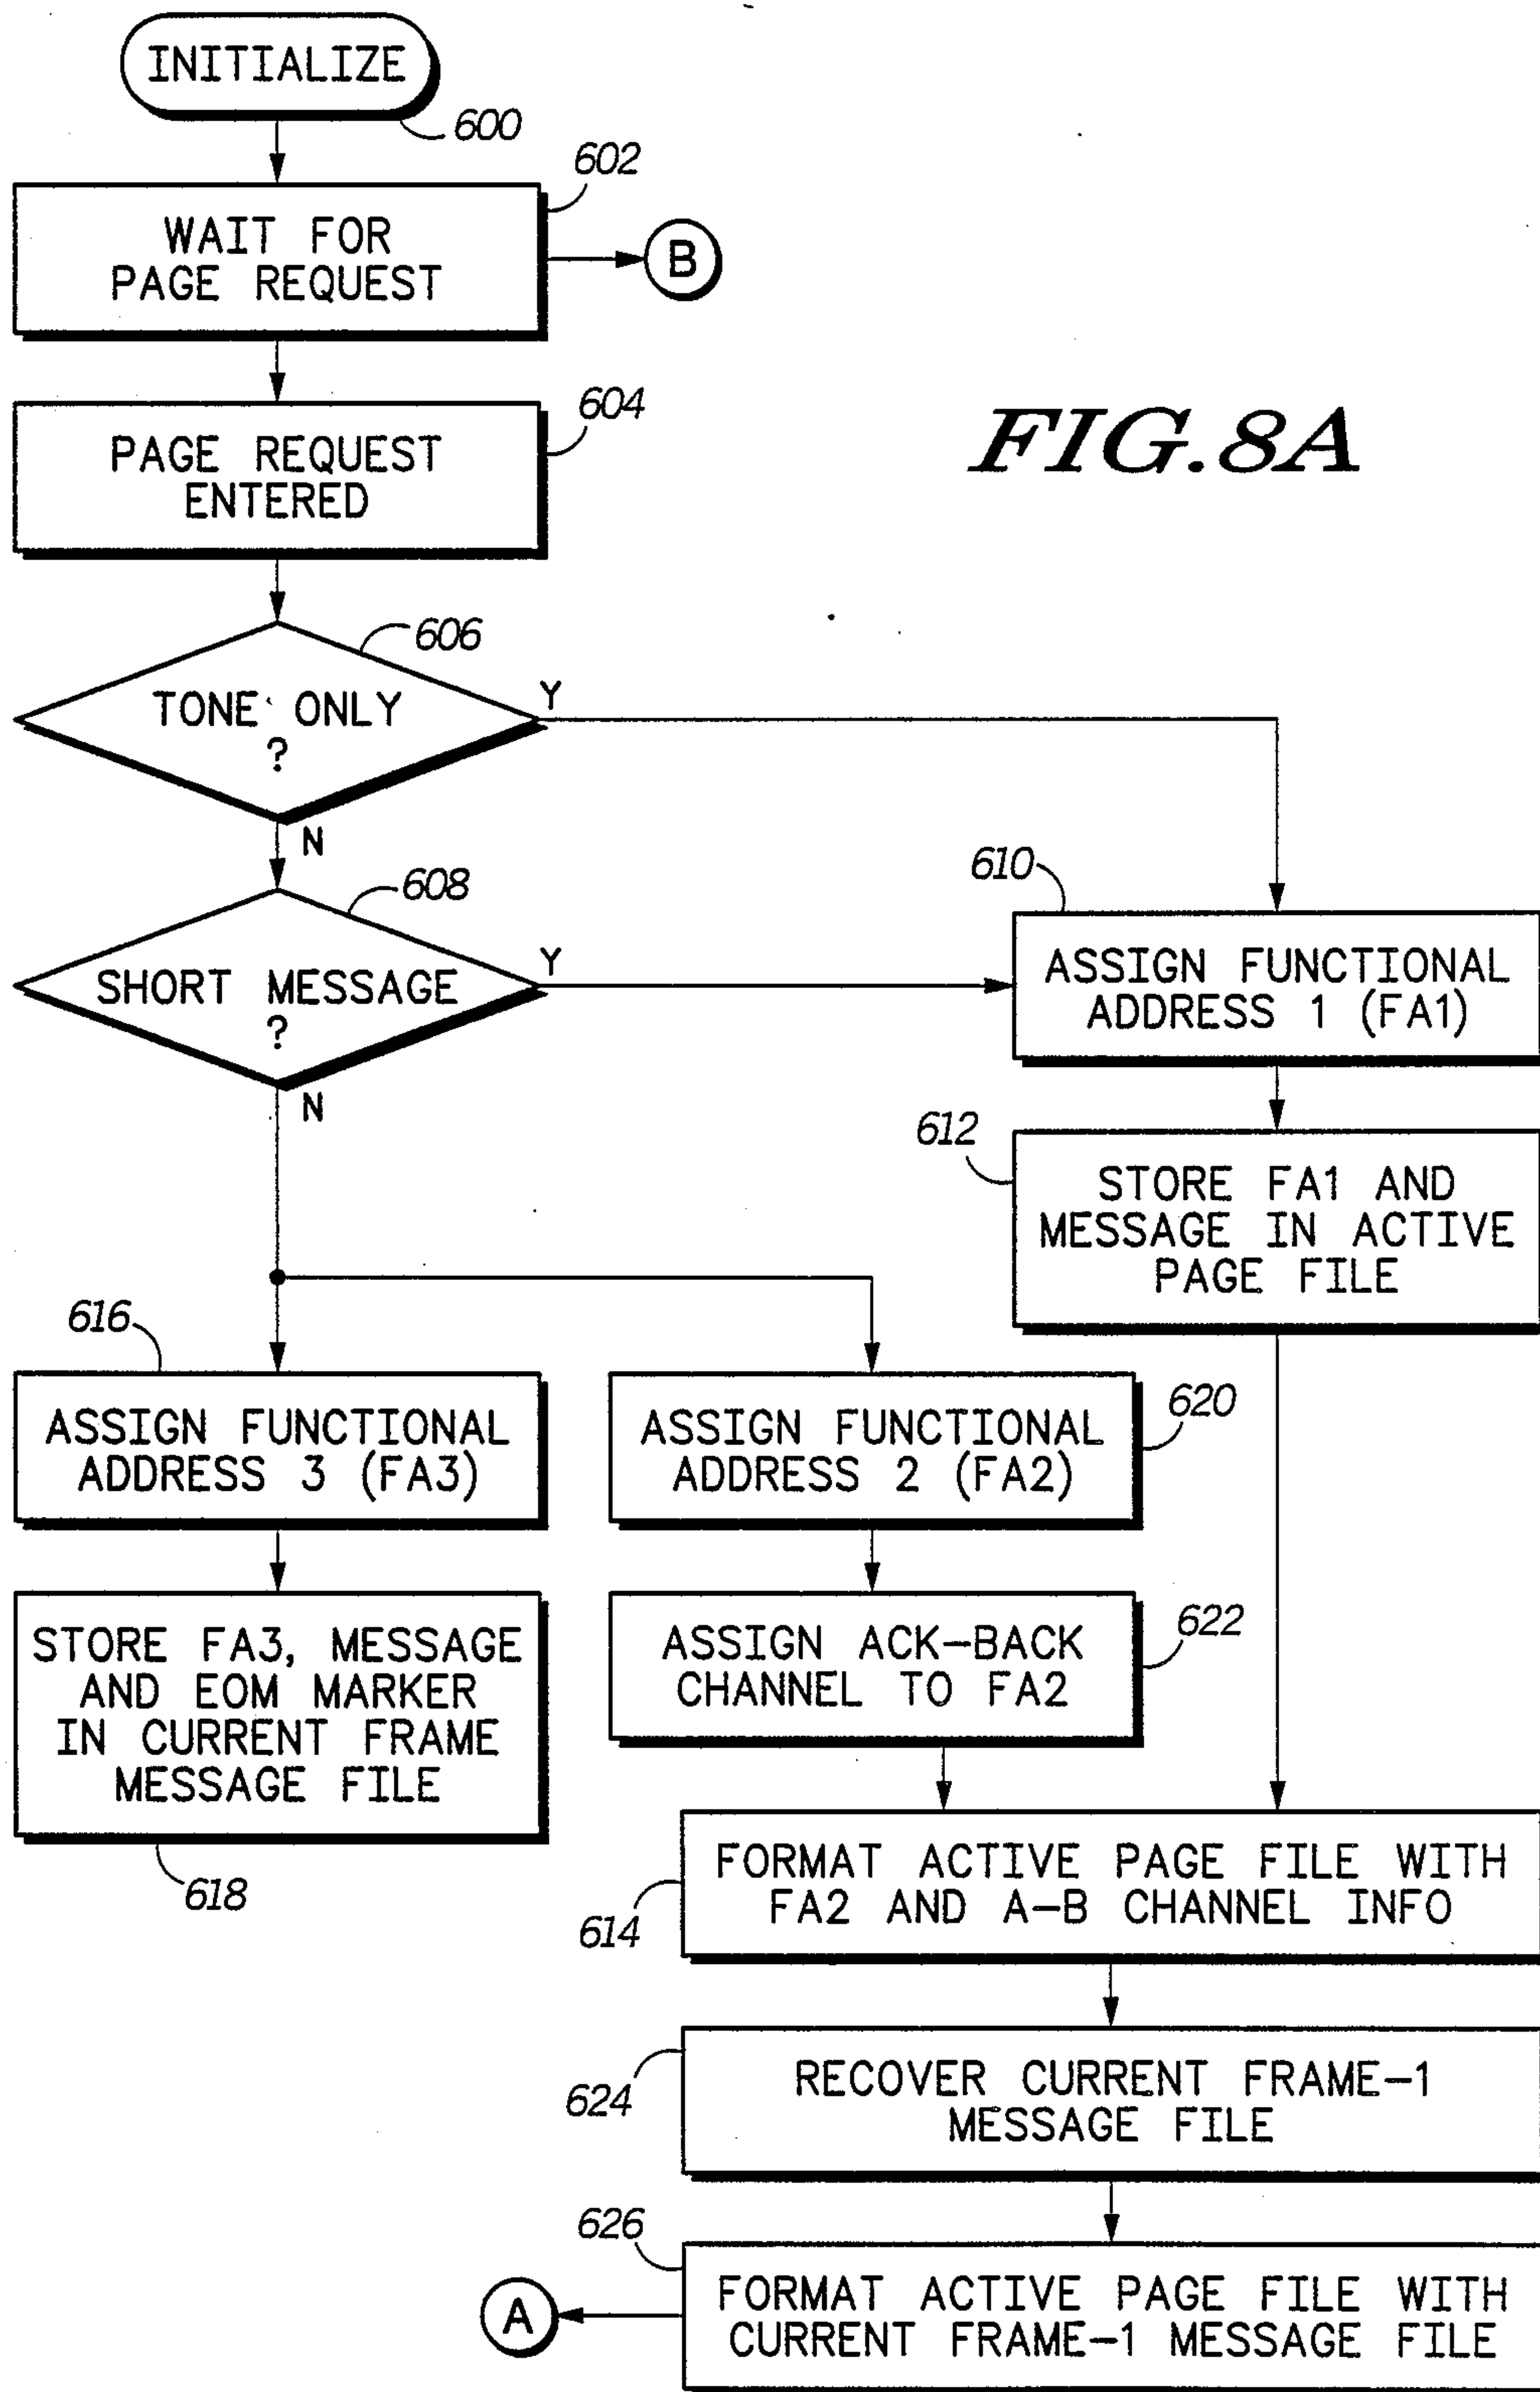 INITIALIZE
600
602
WAIT FOR
PAGE REQUEST
B
604
PAGE REQUEST
ENTERED
FIG.8A
606
TONE ONLY
?
Y
N
608
SHORT MESSAGE
?
Y
N
610
ASSIGN FUNCTIONAL
ADDRESS 1 (FA1)
612
STORE FA1 AND
MESSAGE IN ACTIVE
PAGE FILE
616
ASSIGN FUNCTIONAL
ADDRESS 3 (FA3)
620
ASSIGN FUNCTIONAL
ADDRESS 2 (FA2)
STORE FA3, MESSAGE
AND EOM MARKER
IN CURRENT FRAME
MESSAGE FILE
618
622
ASSIGN ACK-BACK
CHANNEL TO FA2
614
FORMAT ACTIVE PAGE FILE WITH
FA2 AND A-B CHANNEL INFO
624
RECOVER CURRENT FRAME-1
MESSAGE FILE
626
FORMAT ACTIVE PAGE FILE WITH
CURRENT FRAME-1 MESSAGE FILE
A